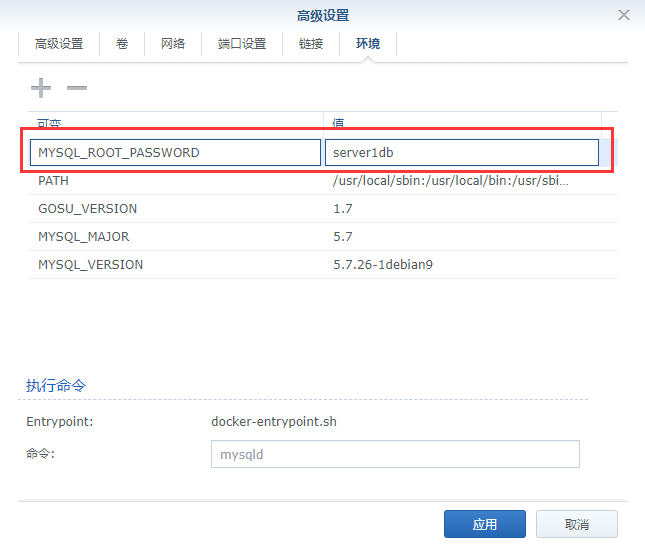 高级设置
高级设置 卷 网络 端口设置 链接 环境
可变 值
MYSQL_ROOT_PASSWORD server1db
PATH /usr/local/sbin:/usr/local/bin:/usr/sbi...
GOSU_VERSION 1.7
MYSQL_MAJOR 5.7
MYSQL_VERSION 5.7.26-1debian9
执行命令
Entrypoint: docker-entrypoint.sh
命令: mysqld
应用 取消